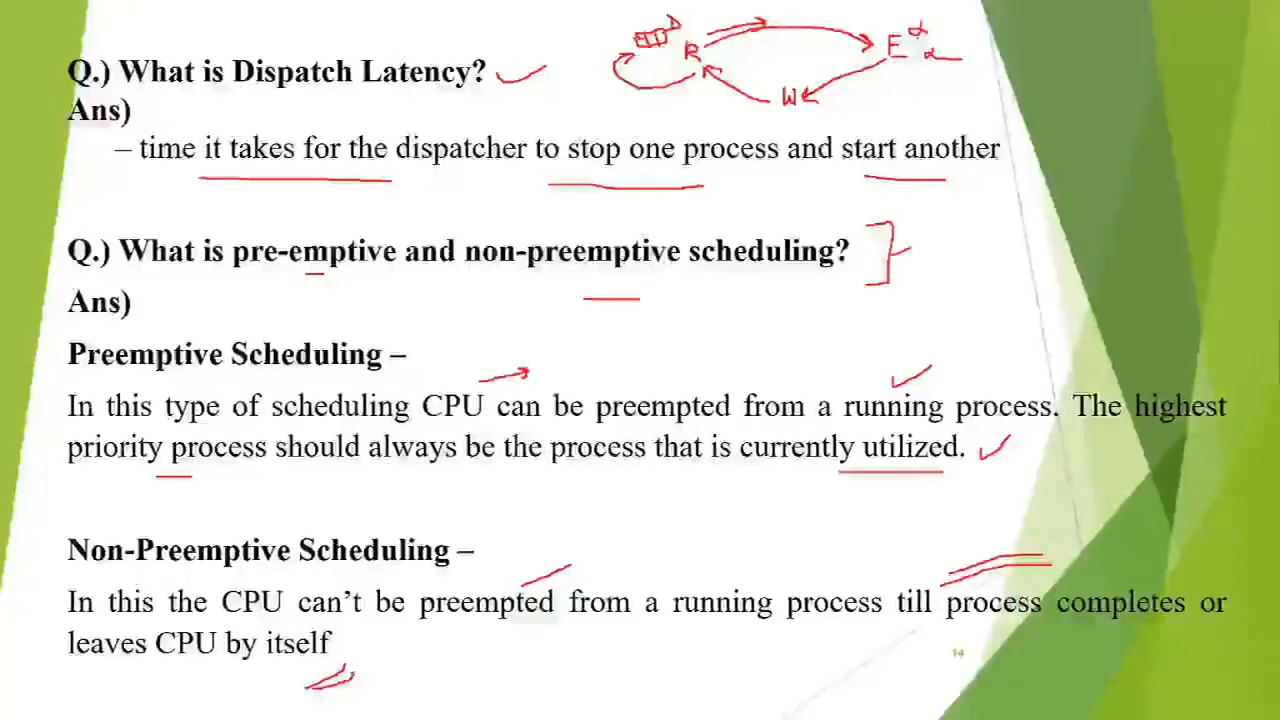 R
E
W
Q.) What is Dispatch Latency?
Ans)
– time it takes for the dispatcher to stop one process and start another
Q.) What is pre-emptive and non-preemptive scheduling?
Ans)
Preemptive Scheduling –
In this type of scheduling CPU can be preempted from a running process. The highest
priority process should always be the process that is currently utilized.
Non-Preemptive Scheduling –
In this the CPU can’t be preempted from a running process till process completes or
leaves CPU by itself
14